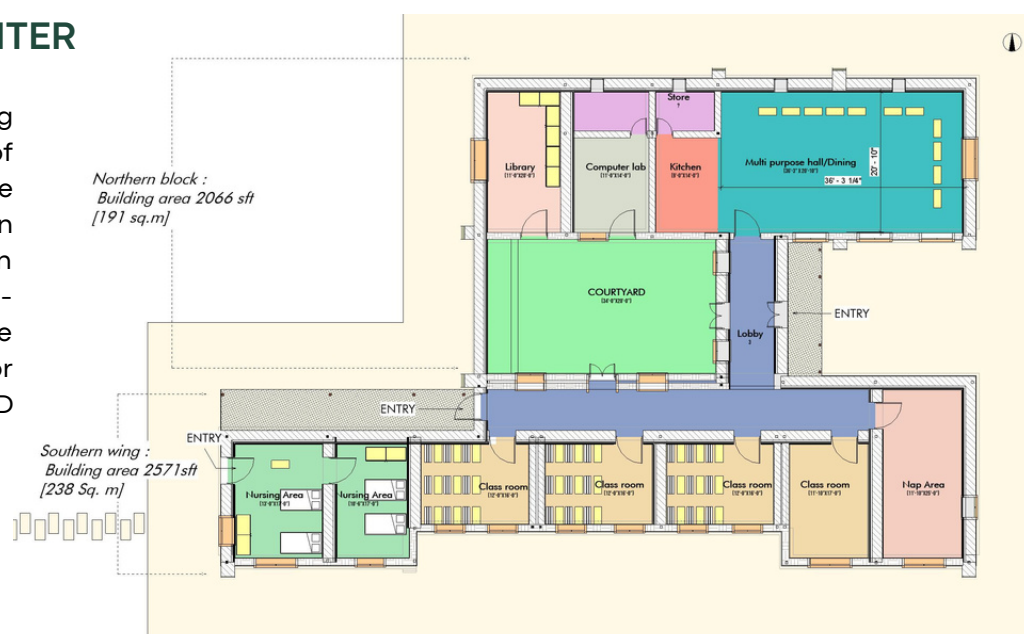 NTER
g
of
e
n
n
-
e
or
D
Northern block :
Building area 2066 sft
[191 sq.m]
Store
Library
Computer lab
Kitchen
Multi purpose hall/Dining
20' - 10"
36' - 3 1/4"
COURTYARD
Lobby
ENTRY
ENTRY
ENTRY
Southern wing :
Building area 2571sft
[238 Sq. m]
Nursing Area
Nursing Area
Class room
Class room
Class room
Class room
Nap Area